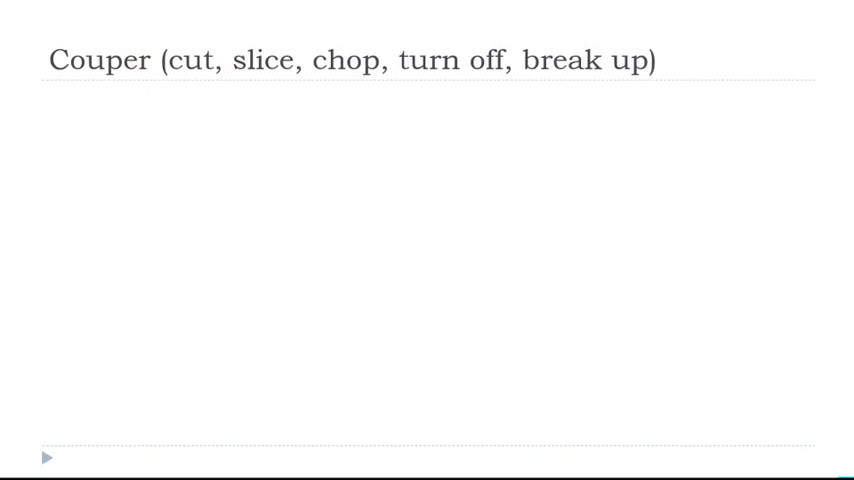 Couper (cut, slice, chop, turn off, break up)